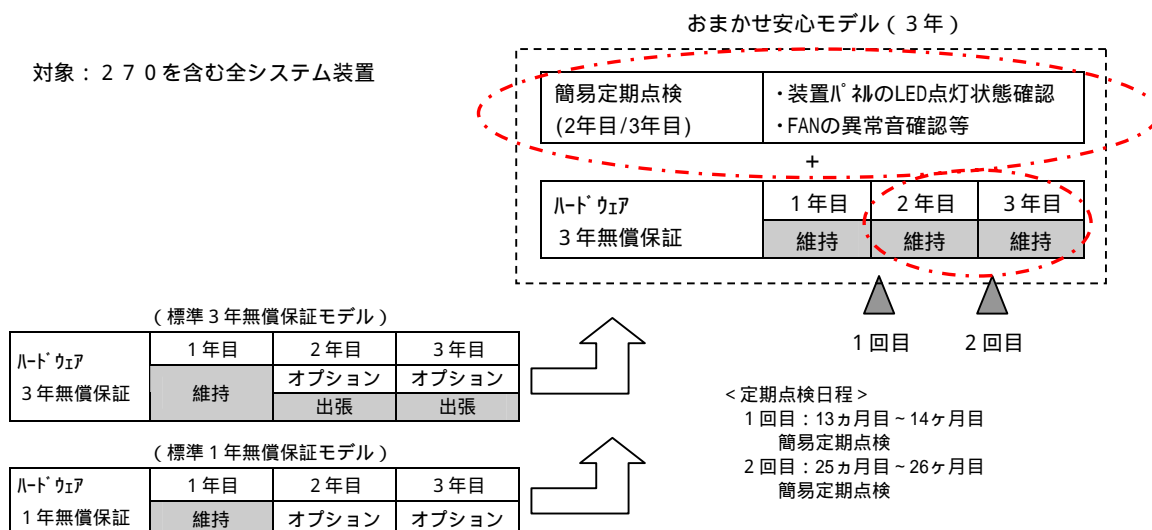 おまかせ安心モデル（３年）
対象：２７０を含む全システム装置
簡易定期点検
(2年目/3年目)
・装置ﾊﾟﾈﾙのLED点灯状態確認
・FANの異常音確認等
+
ﾊｰﾄﾞｳｪｱ
３年無償保証
１年目 ２年目 ３年目
維持 維持 維持
１回目 ２回目
（標準３年無償保証モデル）
ﾊｰﾄﾞｳｪｱ
３年無償保証
１年目 ２年目 ３年目
維持
オプション オプション
出張 出張
＜定期点検日程＞
１回目：13ヵ月目～14ヶ月目
簡易定期点検
２回目：25ヵ月目～26ヶ月目
簡易定期点検
（標準１年無償保証モデル）
ﾊｰﾄﾞｳｪｱ
１年無償保証
１年目 ２年目 ３年目
維持 オプション オプション